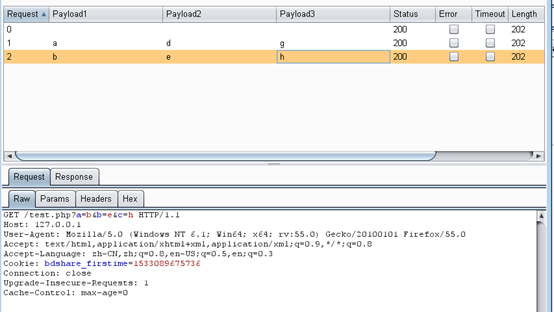 Request Payload1 Payload2 Payload3 Status Error Timeout Length
0 200 202
1 a d g 200 202
2 b e h 200 202
Request Response
Raw Params Headers Hex
GET /test.php?a=b&b=e&c=h HTTP/1.1
Host: 127.0.0.1
User-Agent: Mozilla/5.0 (Windows NT 6.1; Win64; x64; rv:55.0) Gecko/20100101 Firefox/55.0
Accept: text/html,application/xhtml+xml,application/xml;q=0.9,*/*;q=0.8
Accept-Language: zh-CN,zh;q=0.8,en-US;q=0.5,en;q=0.3
Cookie: bdshare_firstime=1533089675736
Connection: close
Upgrade-Insecure-Requests: 1
Cache-Control: max-age=0